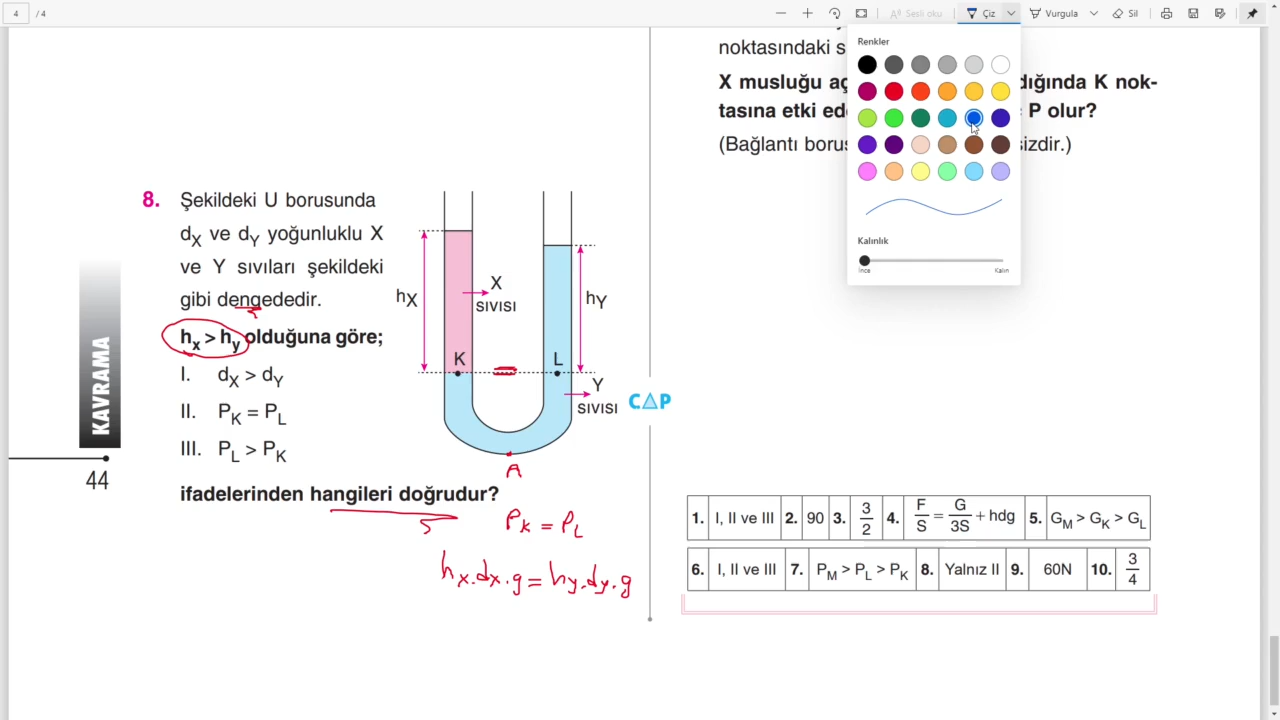 4 / 4
Sesli oku
Çiz
Vurgula
Sil
Renkler
Kalınlık
İnce
Kalın
noktasındaki s
X musluğu aç dığında K nok-
tasına etki ed P olur?
(Bağlantı borus sizdir.)
8. Şekildeki U borusunda
dX ve dY yoğunluklu X
ve Y sıvıları şekildeki
gibi dengededir.
hx > hy olduğuna göre;
I. dX > dY
II. PK = PL
III. PL > PK
ifadelerinden hangileri doğrudur?
hX
X
SIVISI
hY
K
L
Y
SIVISI
A
PK = PL
hx.dx.g = hy.dy.g
KAVRAMA
44
CAP
1. I, II ve III 2. 90 3. 3/2 4. F/S = G/3S + hdg 5. GM > GK > GL
6. I, II ve III 7. PM > PL > PK 8. Yalnız II 9. 60N 10. 3/4